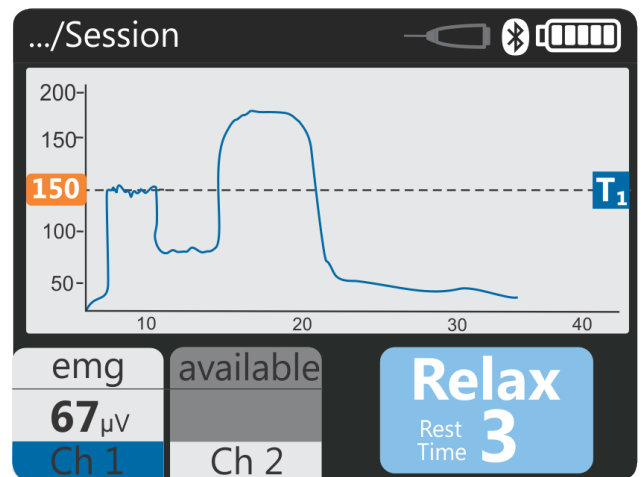 .../Session
200-
150-
150
T1
100-
50-
10 20 30 40
emg
67µV
Ch 1
available
Ch 2
Relax
Rest
Time 3